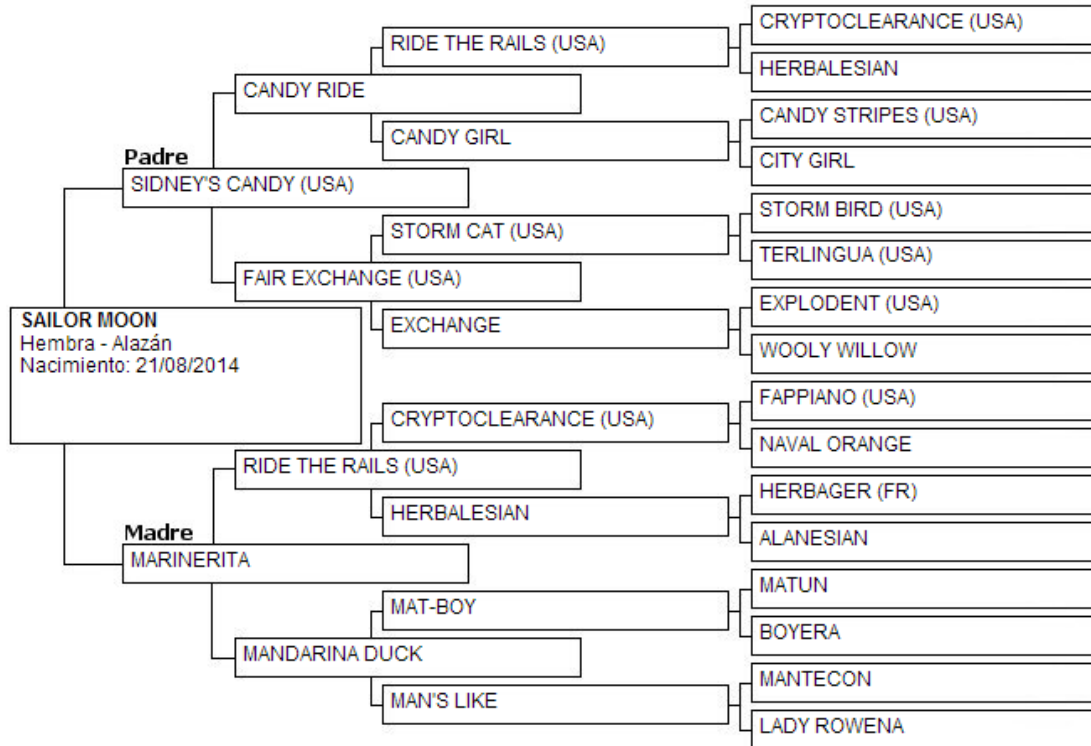 CRYPTOCLEARANCE (USA)
RIDE THE RAILS (USA)
HERBALESIAN
CANDY RIDE
CANDY STRIPES (USA)
CANDY GIRL
CITY GIRL
Padre
SIDNEY'S CANDY (USA)
STORM BIRD (USA)
STORM CAT (USA)
TERLINGUA (USA)
FAIR EXCHANGE (USA)
EXPLODENT (USA)
EXCHANGE
WOOLY WILLOW
SAILOR MOON
Hembra - Alazán
Nacimiento: 21/08/2014
FAPPIANO (USA)
CRYPTOCLEARANCE (USA)
NAVAL ORANGE
RIDE THE RAILS (USA)
HERBAGER (FR)
HERBALESIAN
ALANESIAN
Madre
MARINERITA
MATUN
MAT-BOY
BOYERA
MANDARINA DUCK
MANTECON
MAN'S LIKE
LADY ROWENA